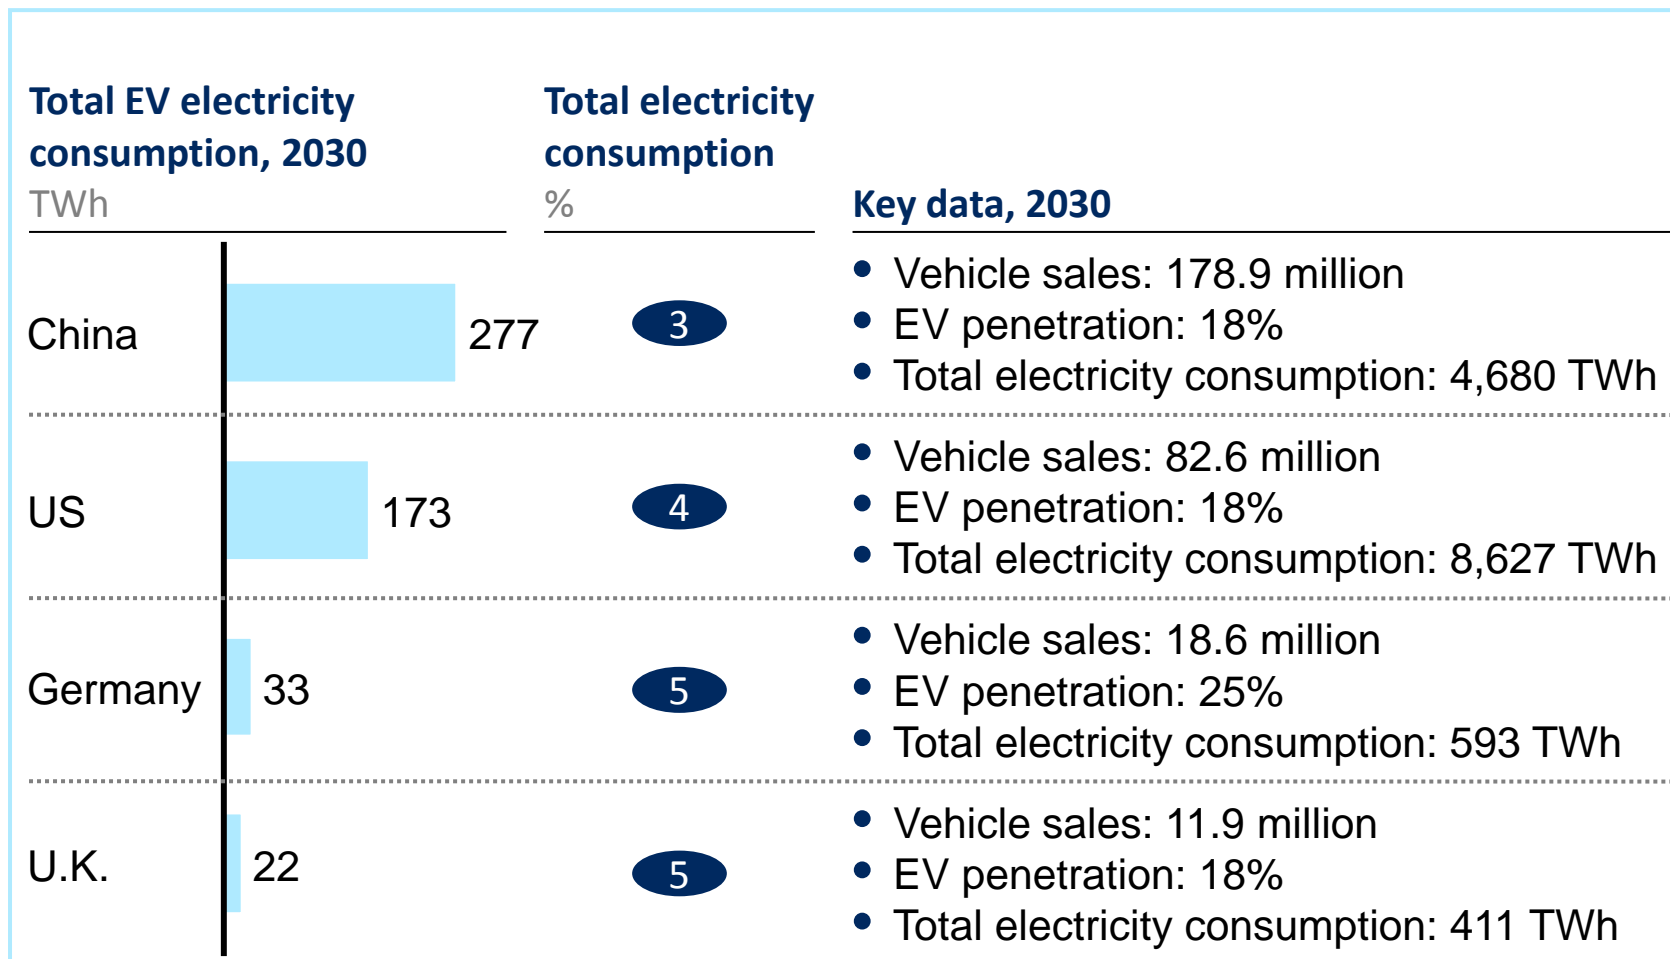 Total EV electricity
consumption, 2030
TWh
Total electricity
consumption
%
Key data, 2030
China
277
3
• Vehicle sales: 178.9 million
• EV penetration: 18%
• Total electricity consumption: 4,680 TWh
US
173
4
• Vehicle sales: 82.6 million
• EV penetration: 18%
• Total electricity consumption: 8,627 TWh
Germany
33
5
• Vehicle sales: 18.6 million
• EV penetration: 25%
• Total electricity consumption: 593 TWh
U.K.
22
5
• Vehicle sales: 11.9 million
• EV penetration: 18%
• Total electricity consumption: 411 TWh